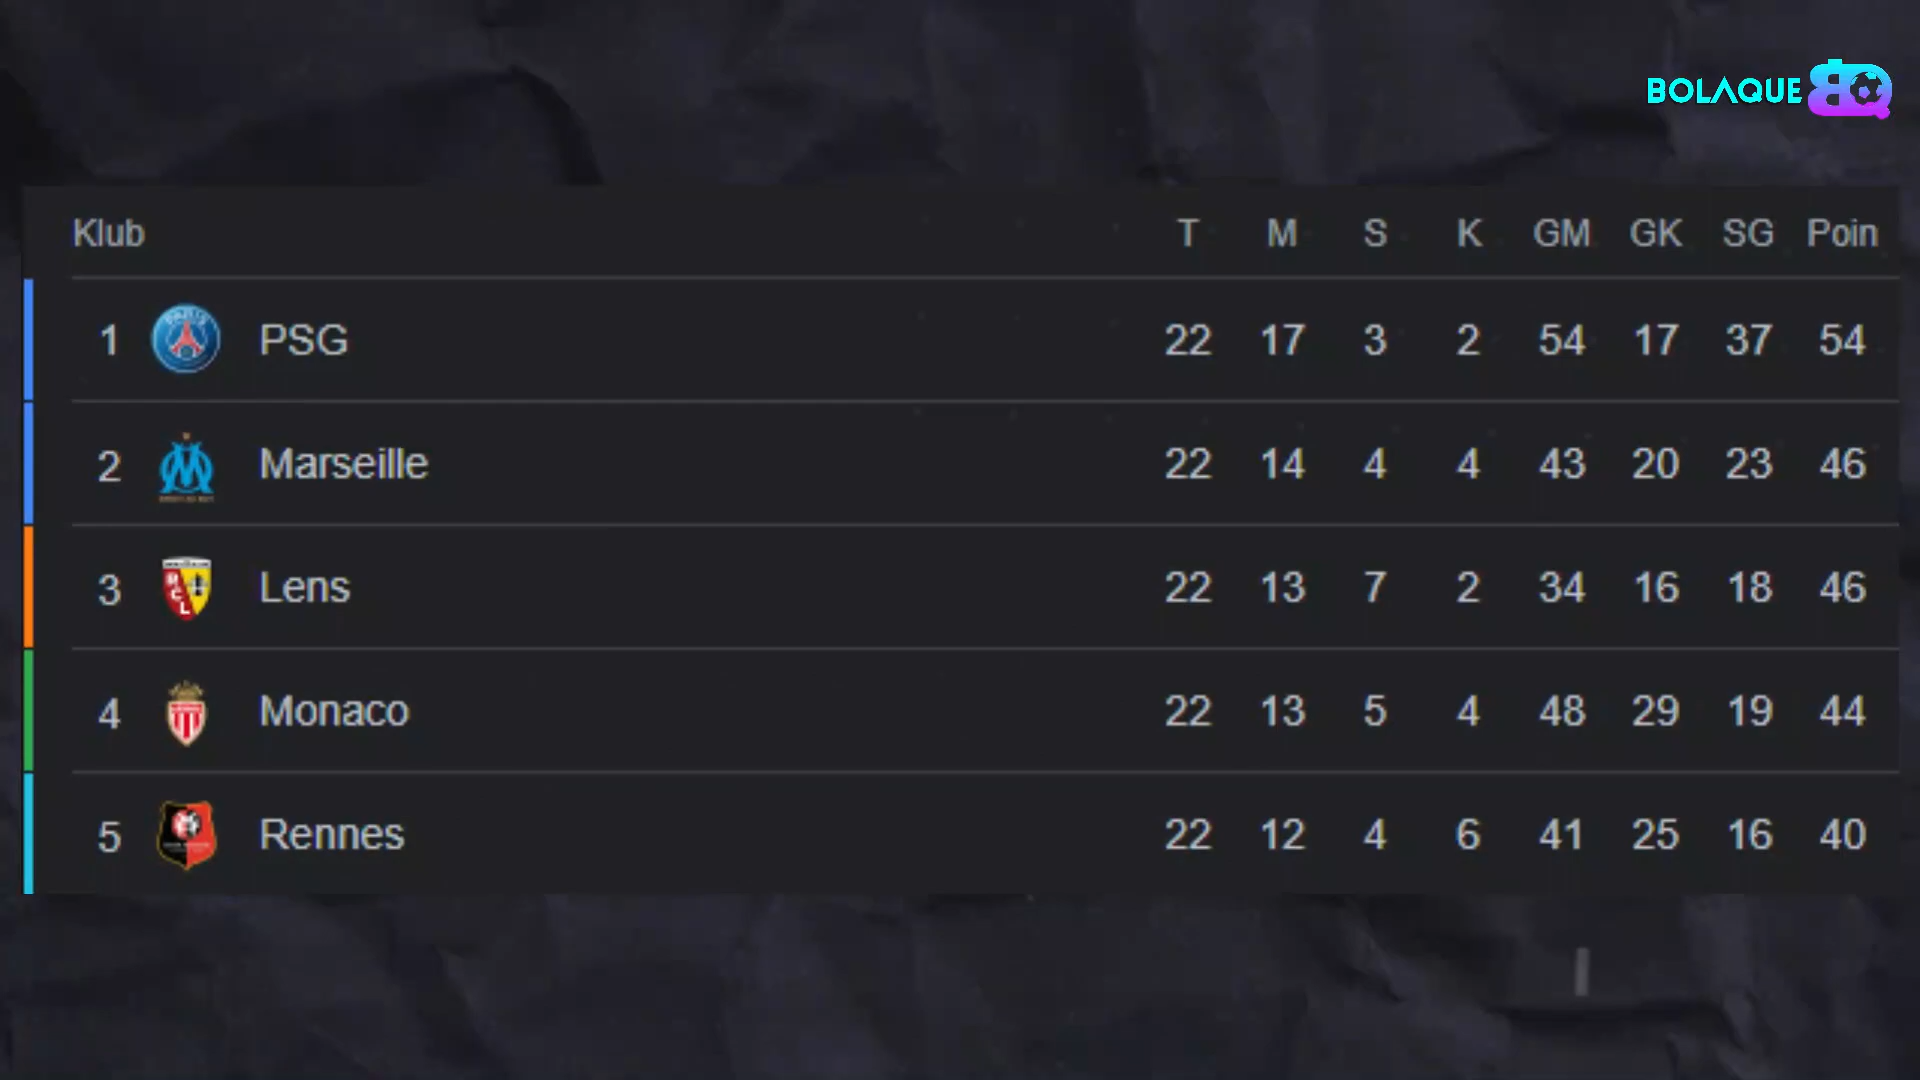 BOLAQUE BQ
Klub T M S K GM GK SG Poin
1 PSG 22 17 3 2 54 17 37 54
2 Marseille 22 14 4 4 43 20 23 46
3 Lens 22 13 7 2 34 16 18 46
4 Monaco 22 13 5 4 48 29 19 44
5 Rennes 22 12 4 6 41 25 16 40